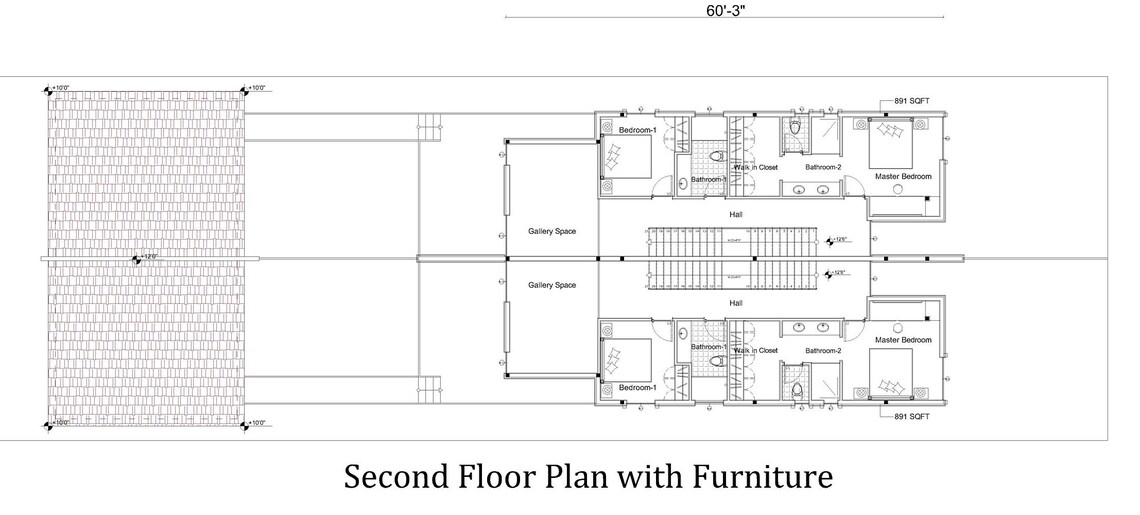 60'-3"
+10'0"
+10'0"
891 SQFT
Bedroom-1
Bathroom-1
Walk in Closet
Bathroom-2
Master Bedroom
Hall
Gallery Space
+12'6"
+12'0"
+12'6"
Gallery Space
Hall
Master Bedroom
Bathroom-1
Walk in Closet
Bathroom-2
Bedroom-1
891 SQFT
+10'0"
+10'0"
Second Floor Plan with Furniture